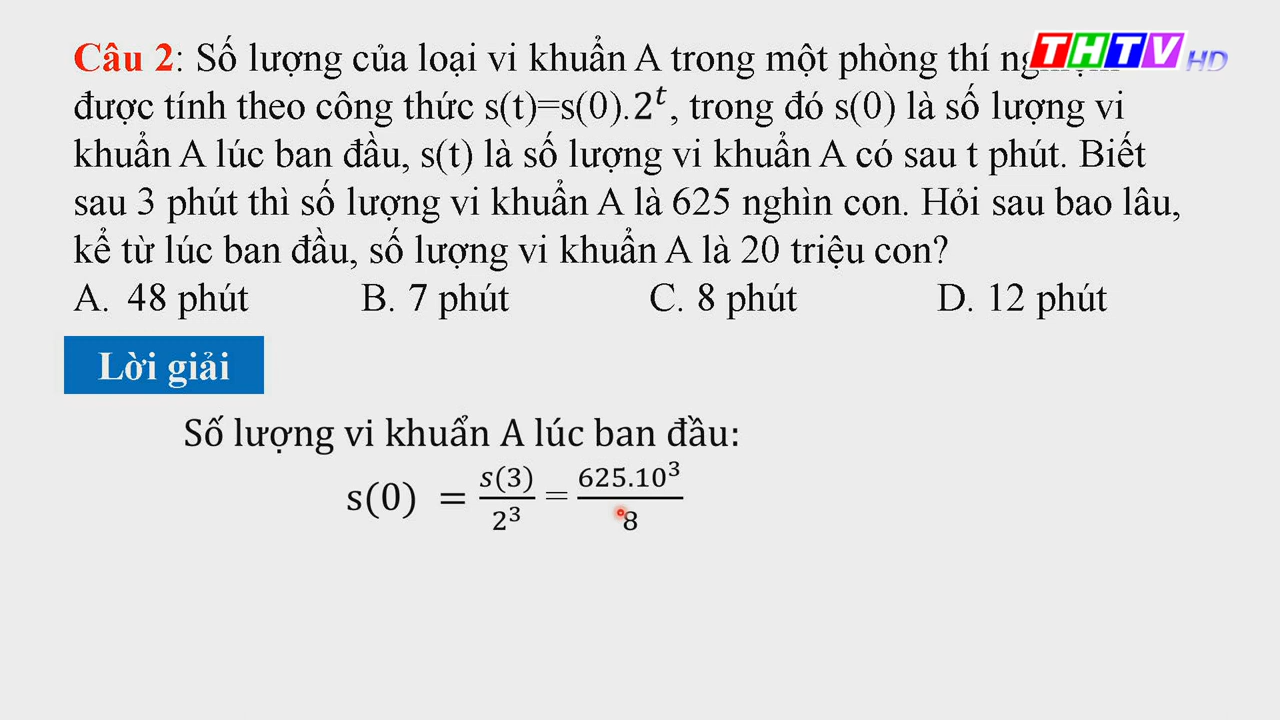 THTV HD
Câu 2: Số lượng của loại vi khuẩn A trong một phòng thí
được tính theo công thức s(t)=s(0).2^t, trong đó s(0) là số lượng vi
khuẩn A lúc ban đầu, s(t) là số lượng vi khuẩn A có sau t phút. Biết
sau 3 phút thì số lượng vi khuẩn A là 625 nghìn con. Hỏi sau bao lâu,
kể từ lúc ban đầu, số lượng vi khuẩn A là 20 triệu con?
A. 48 phút B. 7 phút C. 8 phút D. 12 phút
Lời giải
Số lượng vi khuẩn A lúc ban đầu:
s(0) = s(3)/2^3 = 625.10^3/8